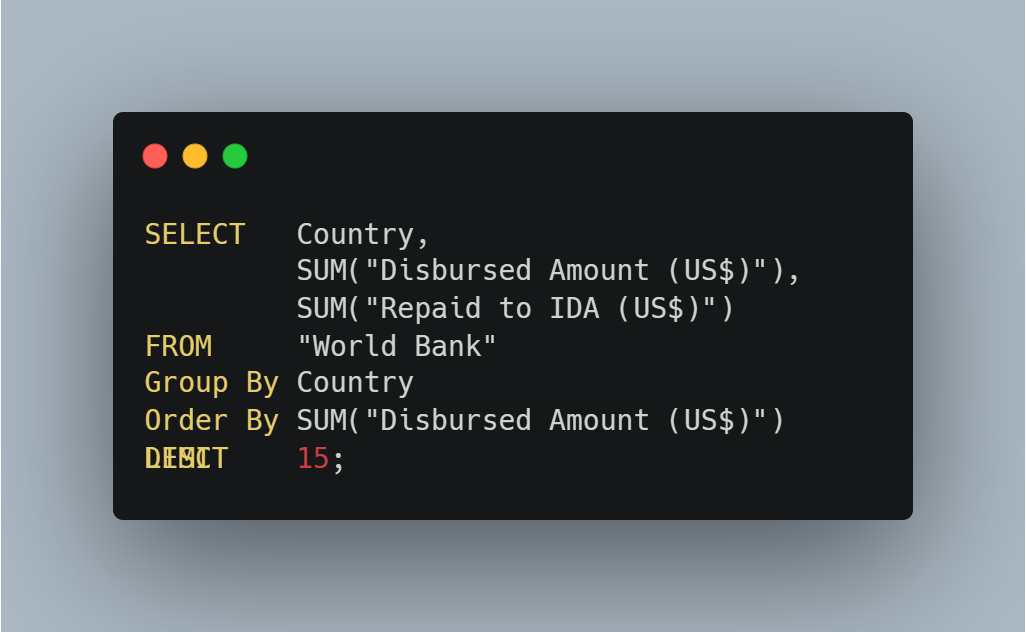 SELECT Country,
SUM("Disbursed Amount (US$)"),
SUM("Repaid to IDA (US$)")
FROM "World Bank"
Group By Country
Order By SUM("Disbursed Amount (US$)")
DESC
LIMIT 15;